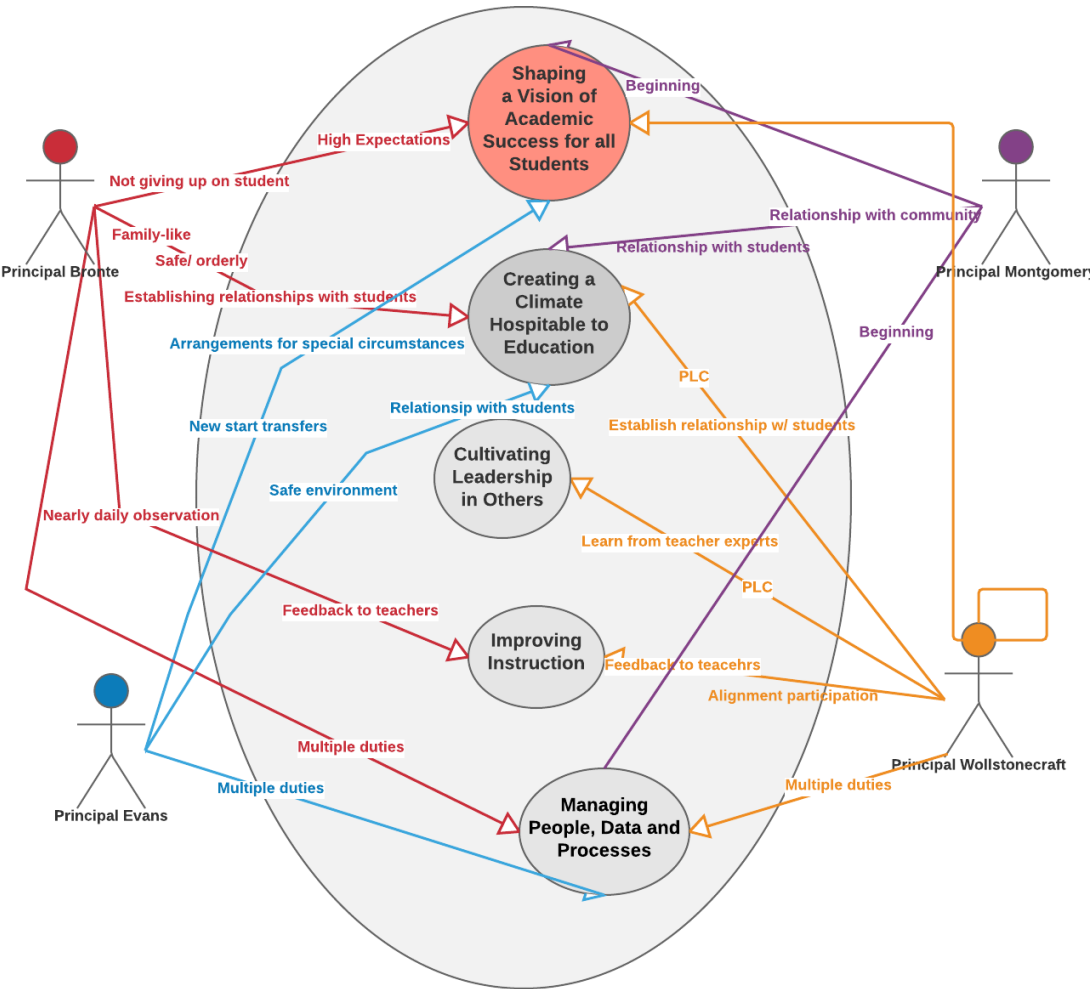 Shaping
a Vision of
Academic
Success for all
Students
Beginning
High Expectations
Not giving up on student
Relationship with community
Family-like
Relationship with students
Safe/ orderly
Principal Bronte
Principal Montgomery
Creating a
Climate
Hospitable to
Education
Establishing relationships with students
Beginning
Arrangements for special circumstances
PLC
Relationsip with students
New start transfers
Establish relationship w/ students
Cultivating
Leadership
in Others
Safe environment
Nearly daily observation
Learn from teacher experts
PLC
Feedback to teachers
Improving
Instruction
Feedback to teacehrs
Alignment participation
Multiple duties
Principal Wollstonecraft
Multiple duties
Multiple duties
Managing
People, Data and
Processes
Principal Evans